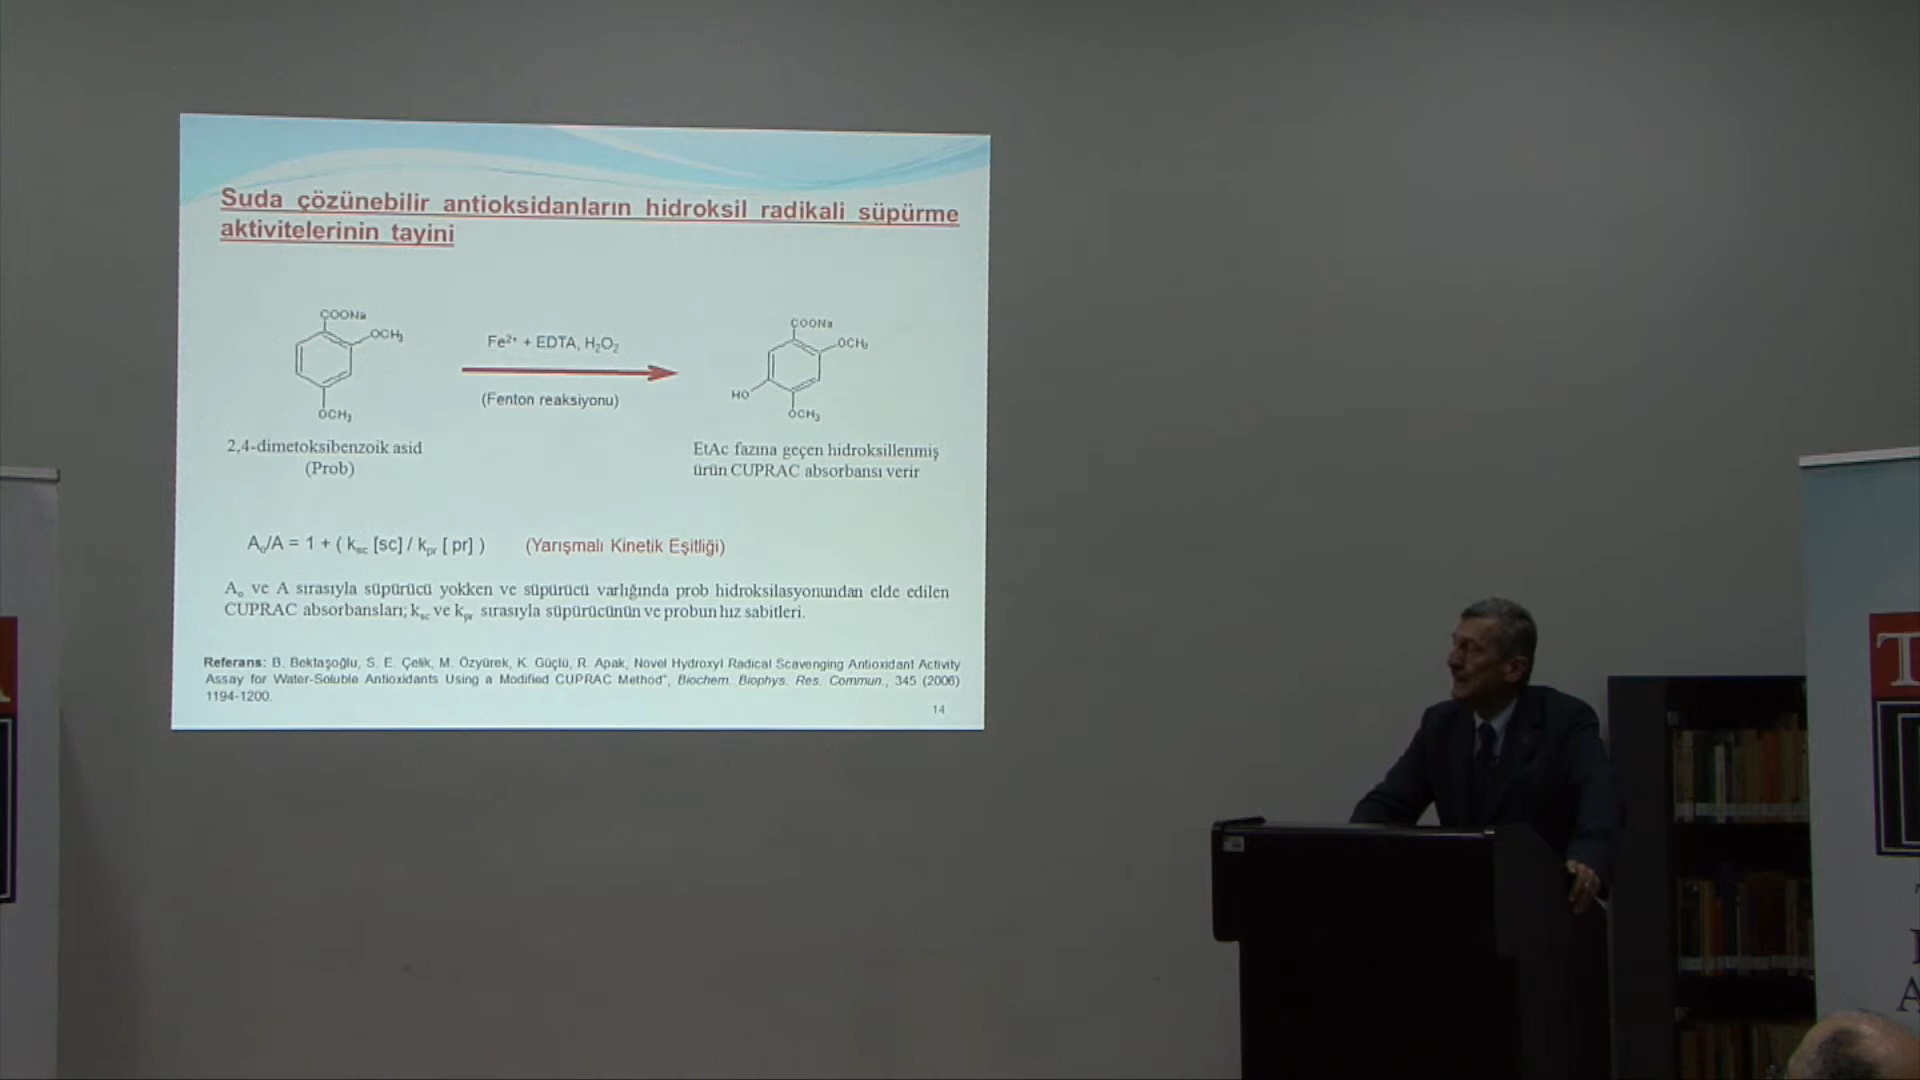 Suda çözünebilir antioksidanların hidroksil radikali süpürme
aktivitelerinin tayini
COONa
OCH₃
OCH₃
Fe²⁺ + EDTA, H₂O₂
(Fenton reaksiyonu)
COONa
OCH₃
HO
OCH₃
2,4-dimetoksibenzoik asid
(Prob)
EtAc fazına geçen hidroksillenmiş
ürün CUPRAC absorbansı verir
A₀/A = 1 + ( ksc [sc] / kpr [ pr] ) (Yarışmalı Kinetik Eşitliği)
A₀ ve A sırasıyla süpürücü yokken ve süpürücü varlığında prob hidroksilasyonundan elde edilen
CUPRAC absorbansları; ksc ve kpr sırasıyla süpürücünün ve probun hız sabitleri.
Referans: B. Bektaşoğlu, S. E. Çelik, M. Özyürek, K. Güçlü, R. Apak, Novel Hydroxyl Radical Scavenging Antioxidant Activity
Assay for Water-Soluble Antioxidants Using a Modified CUPRAC Method", Biochem. Biophys. Res. Commun., 345 (2006)
1194-1200.
14
T